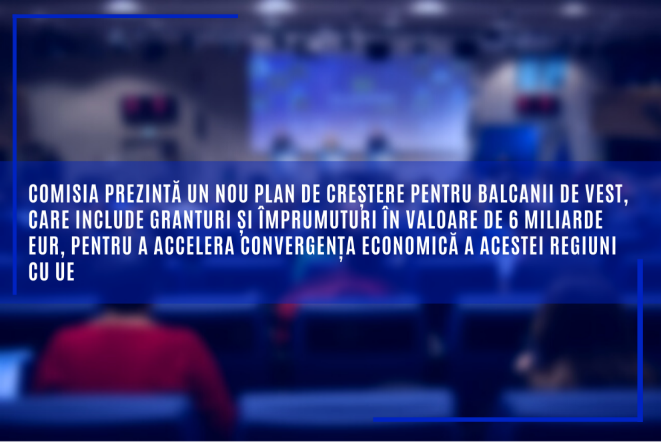 COMISIA PREZINTĂ UN NOU PLAN DE CREȘTERE PENTRU BALCANII DE VEST,
CARE INCLUDE GRANTURI ȘI ÎMPRUMUTURI ÎN VALOARE DE 6 MILIARDE
EUR, PENTRU A ACCELERA CONVERGENȚA ECONOMICĂ A ACESTEI REGIUNI
CU UE